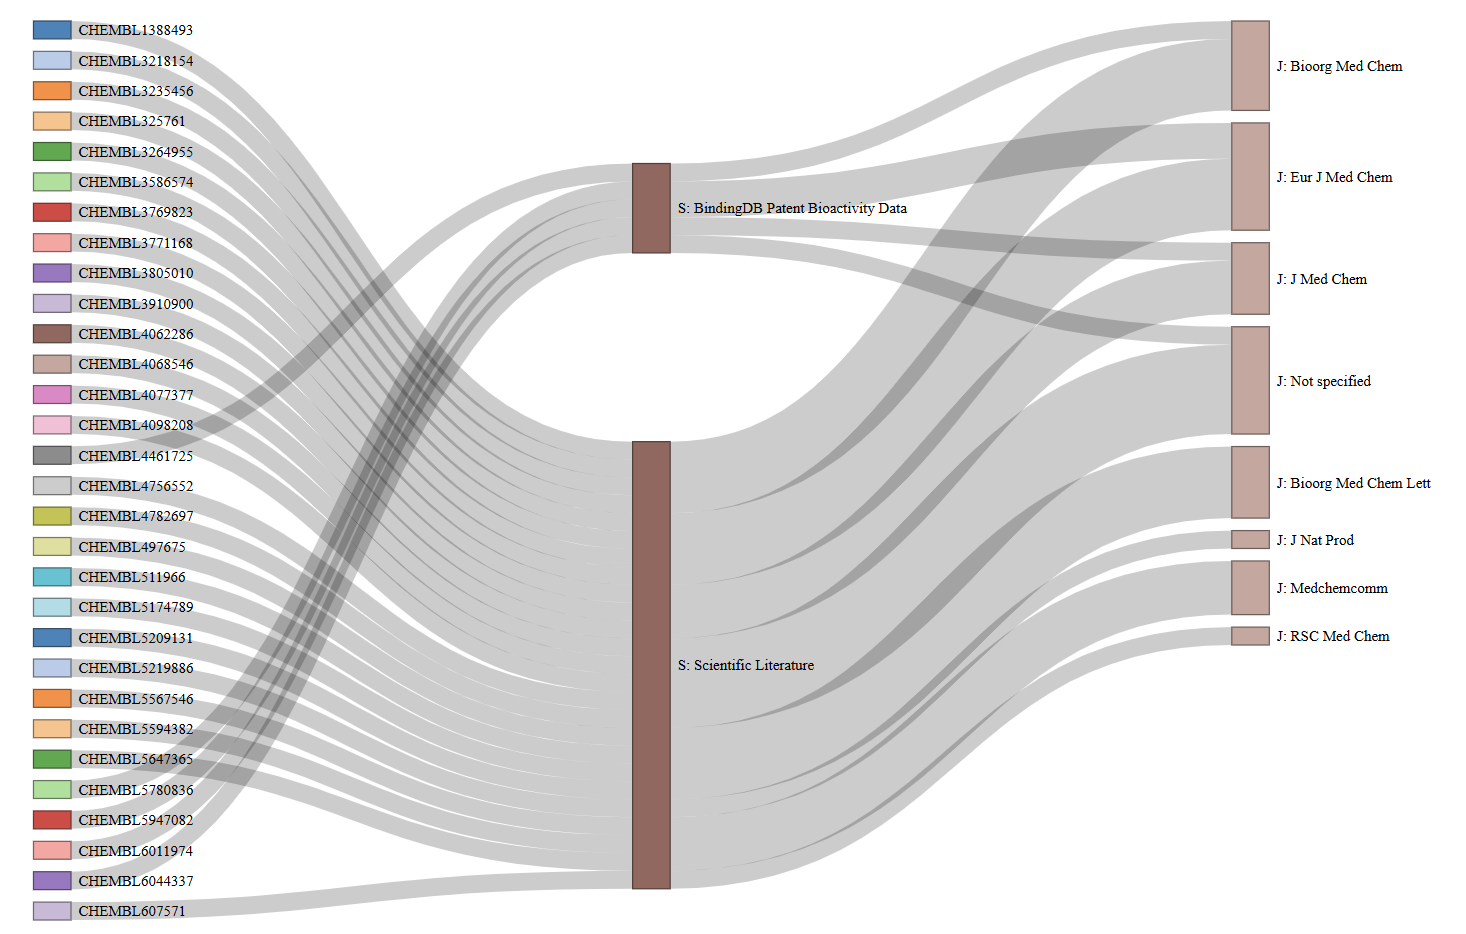 CHEMBL1388493
CHEMBL3218154
CHEMBL3235456
CHEMBL325761
CHEMBL3264955
CHEMBL3586574
CHEMBL3769823
CHEMBL3771168
CHEMBL3805010
CHEMBL3910900
CHEMBL4062286
CHEMBL4068546
CHEMBL4077377
CHEMBL4098208
CHEMBL4461725
CHEMBL4756552
CHEMBL4782697
CHEMBL497675
CHEMBL511966
CHEMBL5174789
CHEMBL5209131
CHEMBL5219886
CHEMBL5567546
CHEMBL5594382
CHEMBL5647365
CHEMBL5780836
CHEMBL5947082
CHEMBL6011974
CHEMBL6044337
CHEMBL607571
S: BindingDB Patent Bioactivity Data
S: Scientific Literature
J: Bioorg Med Chem
J: Eur J Med Chem
J: J Med Chem
J: Not specified
J: Bioorg Med Chem Lett
J: J Nat Prod
J: Medchemcomm
J: RSC Med Chem